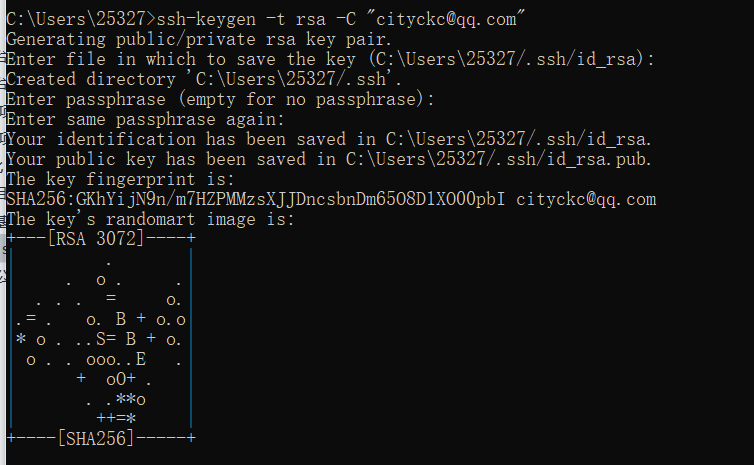 C:\Users\25327>ssh-keygen -t rsa -C "cityckc@qq.com"
Generating public/private rsa key pair.
Enter file in which to save the key (C:\Users\25327/.ssh/id_rsa):
Created directory 'C:\Users\25327/.ssh'.
Enter passphrase (empty for no passphrase):
Enter same passphrase again:
Your identification has been saved in C:\Users\25327/.ssh/id_rsa.
Your public key has been saved in C:\Users\25327/.ssh/id_rsa.pub.
The key fingerprint is:
SHA256:GKhYijN9n/m7HZPMMzsXJJDncsbnDm65O8D1XO00pbI cityckc@qq.com
The key's randomart image is:
+---[RSA 3072]----+
|         .       |
|     .  o .     .|
|  . . .  =     o.|
|.= .   o. B + o.o|
|* o . ..S= B + o.|
| o . . ooo..E   .|
|      +  oO+ .   |
|       . .**o    |
|        ++=*     |
+----[SHA256]-----+